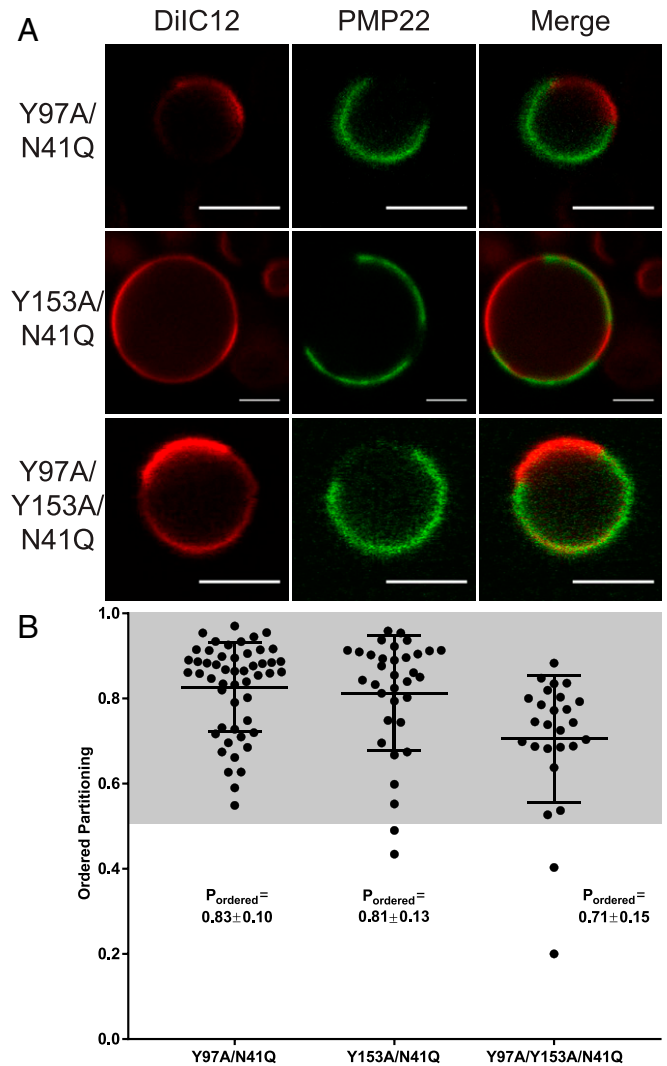 A
DiIC12
PMP22
Merge
Y97A/
N41Q
Y153A/
N41Q
Y97A/
Y153A/
N41Q
B
Ordered Partitioning
1.0
0.8
0.6
0.4
0.2
0.0
Pordered=
0.83±0.10
Pordered=
0.81±0.13
Pordered=
0.71±0.15
Y97A/N41Q
Y153A/N41Q
Y97A/Y153A/N41Q